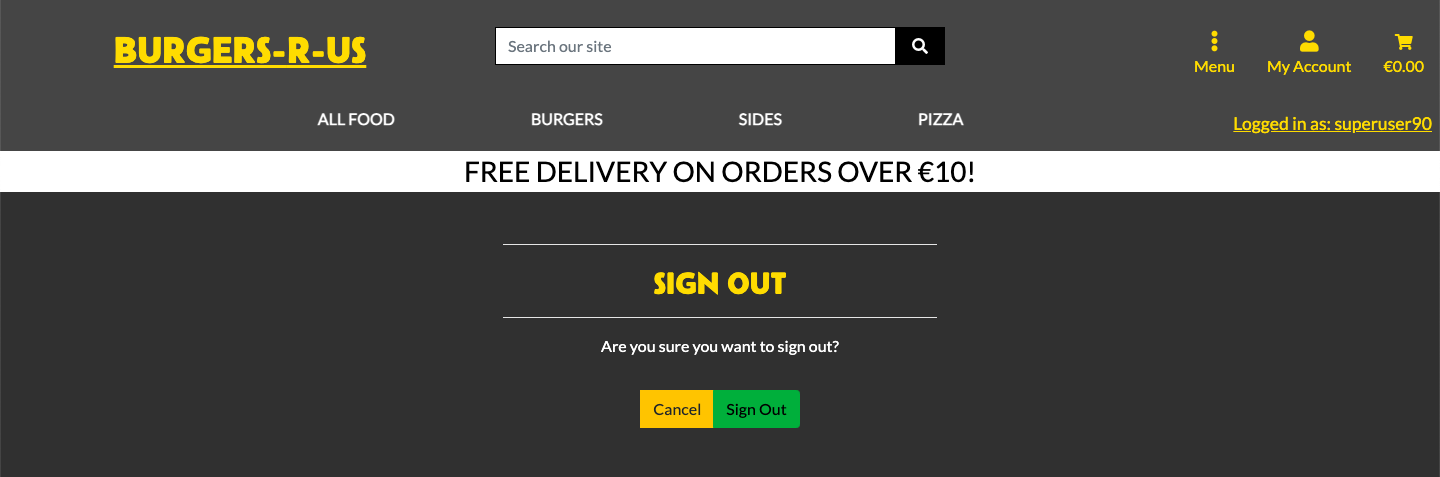 BURGERS-R-US
Search our site
Menu
My Account
€0.00
ALL FOOD
BURGERS
SIDES
PIZZA
Logged in as: superuser90
FREE DELIVERY ON ORDERS OVER €10!
SIGN OUT
Are you sure you want to sign out?
Cancel
Sign Out